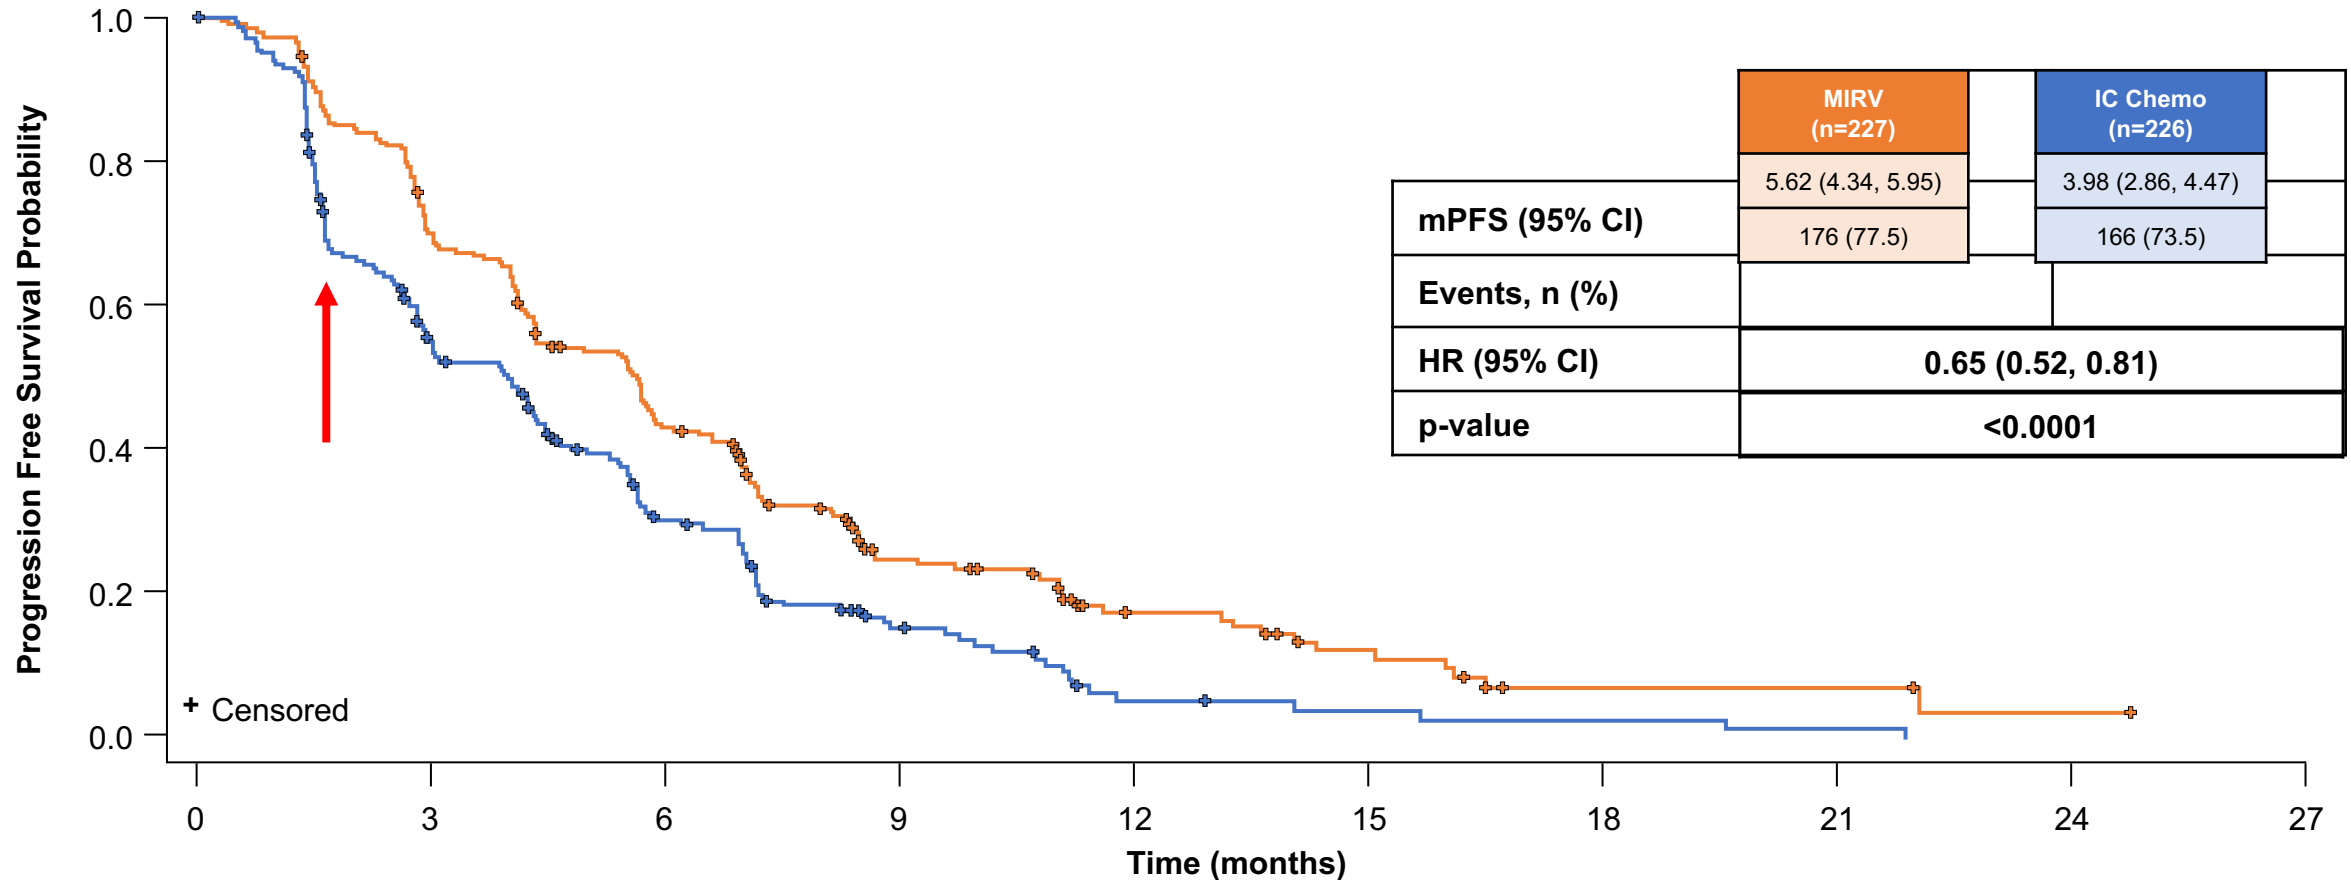 Progression Free Survival Probability
1.0
0.8
0.6
0.4
0.2
0.0
+ Censored
0
3
6
9
12
15
18
21
24
27
Time (months)
MIRV
(n=227)
IC Chemo
(n=226)
mPFS (95% CI)
5.62 (4.34, 5.95)
3.98 (2.86, 4.47)
Events, n (%)
176 (77.5)
166 (73.5)
HR (95% CI)
0.65 (0.52, 0.81)
p-value
<0.0001